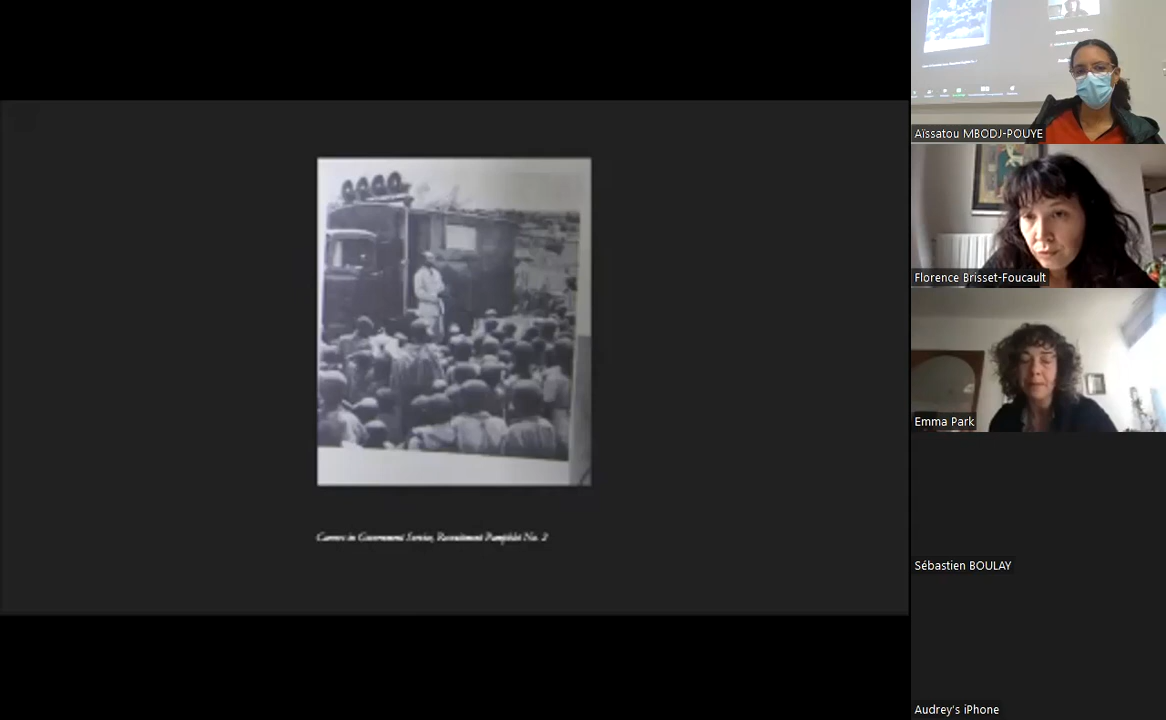 Careers in Government Service, Recruitment Pamphlet No. 2
Aïssatou MBODJ-POUYE
Florence Brisset-Foucault
Emma Park
Sébastien BOULAY
Audrey's iPhone